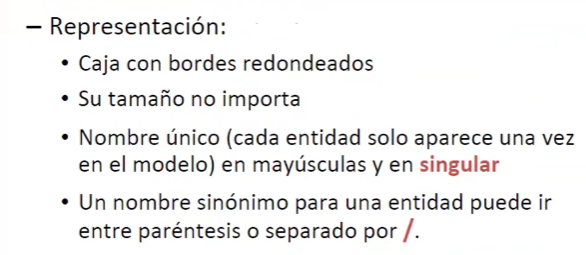 – Representación:
• Caja con bordes redondeados
• Su tamaño no importa
• Nombre único (cada entidad solo aparece una vez
en el modelo) en mayúsculas y en singular
• Un nombre sinónimo para una entidad puede ir
entre paréntesis o separado por /.